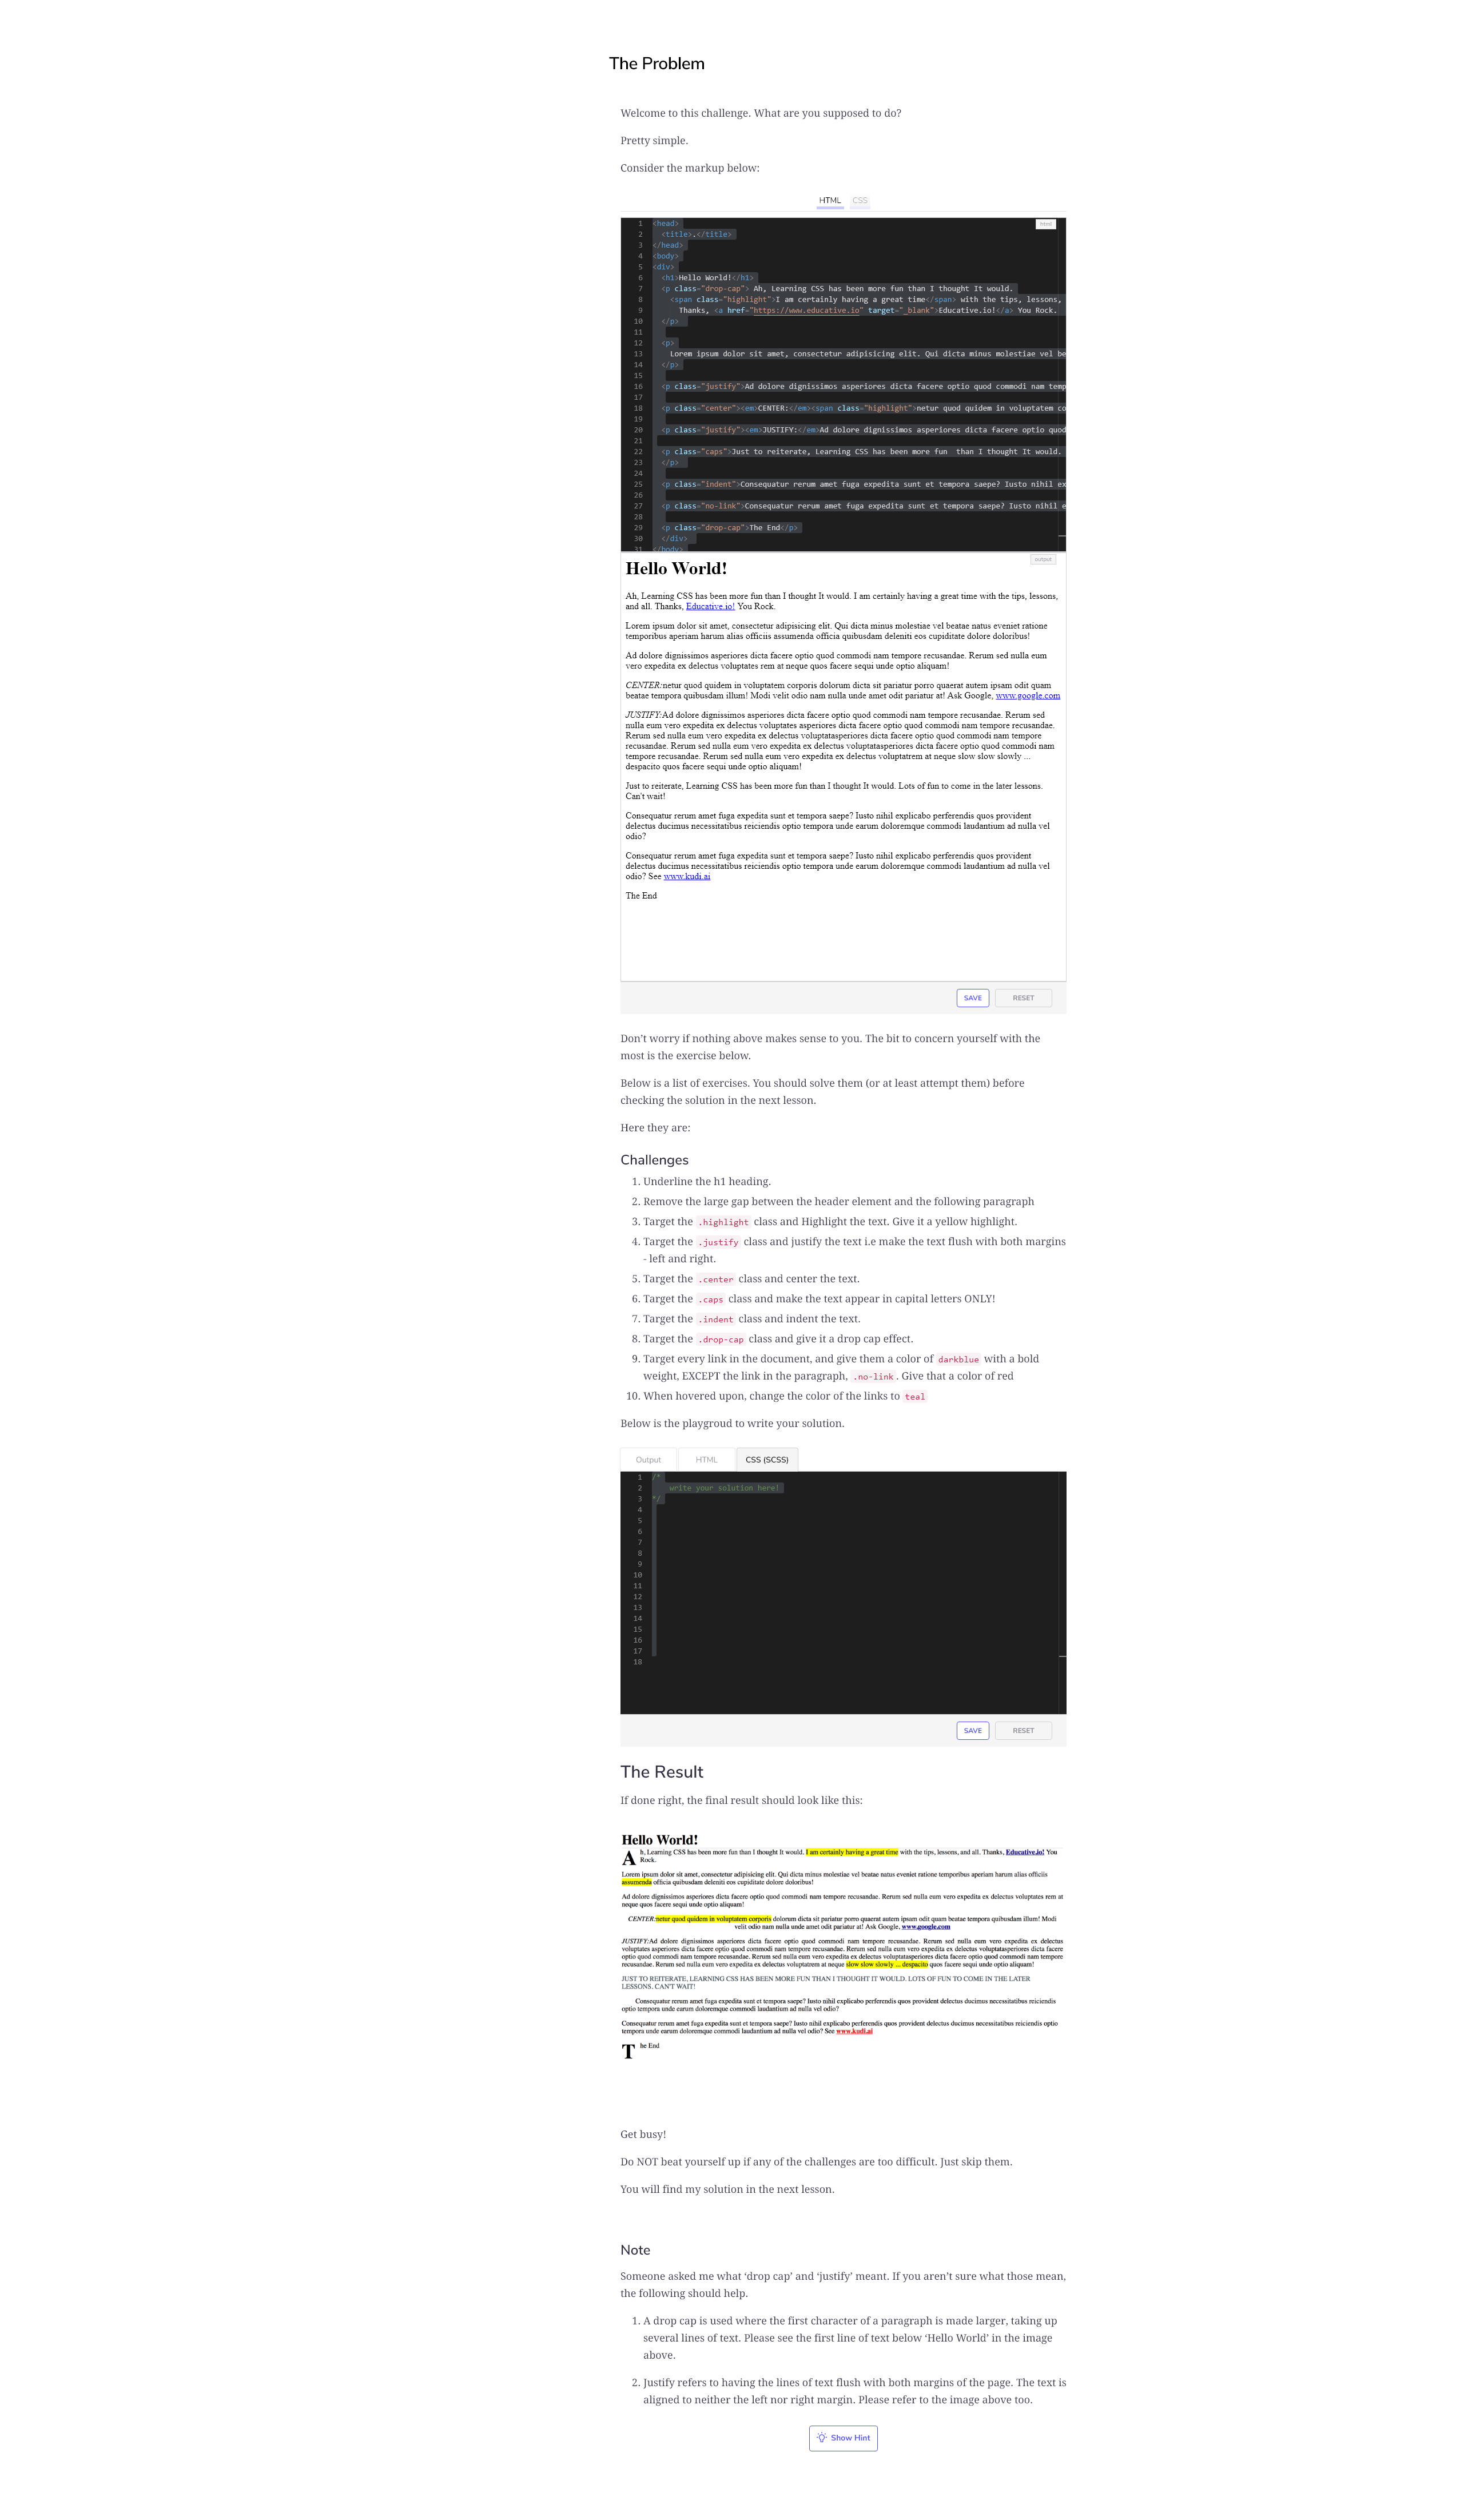 The Problem
Welcome to this challenge. What are you supposed to do?
Pretty simple.
Consider the markup below:
HTML CSS
html
1 <head>
2 <title>.</title>
3 </head>
4 <body>
5 <div>
6 <h1>Hello World!</h1>
7 <p class="drop-cap"> Ah, Learning CSS has been more fun than I thought It would.
8 <span class="highlight">I am certainly having a great time</span> with the tips, lessons,
9 Thanks, <a href="https://www.educative.io" target="_blank">Educative.io!</a> You Rock.
10 </p>
11
12 <p>
13 Lorem ipsum dolor sit amet, consectetur adipisicing elit. Qui dicta minus molestiae vel be
14 </p>
15
16 <p class="justify">Ad dolore dignissimos asperiores dicta facere optio quod commodi nam temp
17
18 <p class="center"><em>CENTER:</em><span class="highlight">netur quod quidem in voluptatem co
19
20 <p class="justify"><em>JUSTIFY:</em>Ad dolore dignissimos asperiores dicta facere optio quod
21
22 <p class="caps">Just to reiterate, Learning CSS has been more fun  than I thought It would.
23 </p>
24
25 <p class="indent">Consequatur rerum amet fuga expedita sunt et tempora saepe? Iusto nihil ex
26
27 <p class="no-link">Consequatur rerum amet fuga expedita sunt et tempora saepe? Iusto nihil e
28
29 <p class="drop-cap">The End</p>
30 </div>
31 </body>
output
Hello World!
Ah, Learning CSS has been more fun than I thought It would. I am certainly having a great time with the tips, lessons,
and all. Thanks, Educative.io! You Rock.
Lorem ipsum dolor sit amet, consectetur adipisicing elit. Qui dicta minus molestiae vel beatae natus eveniet ratione
temporibus aperiam harum alias officiis assumenda officia quibusdam deleniti eos cupiditate dolore doloribus!
Ad dolore dignissimos asperiores dicta facere optio quod commodi nam tempore recusandae. Rerum sed nulla eum
vero expedita ex delectus voluptates rem at neque quos facere sequi unde optio aliquam!
CENTER:netur quod quidem in voluptatem corporis dolorum dicta sit pariatur porro quaerat autem ipsam odit quam
beatae tempora quibusdam illum! Modi velit odio nam nulla unde amet odit pariatur at! Ask Google, www.google.com
JUSTIFY:Ad dolore dignissimos asperiores dicta facere optio quod commodi nam tempore recusandae. Rerum sed
nulla eum vero expedita ex delectus voluptates asperiores dicta facere optio quod commodi nam tempore recusandae.
Rerum sed nulla eum vero expedita ex delectus voluptatasperiores dicta facere optio quod commodi nam tempore
recusandae. Rerum sed nulla eum vero expedita ex delectus voluptatasperiores dicta facere optio quod commodi nam
tempore recusandae. Rerum sed nulla eum vero expedita ex delectus voluptatrem at neque slow slow slowly ...
despacito quos facere sequi unde optio aliquam!
Just to reiterate, Learning CSS has been more fun than I thought It would. Lots of fun to come in the later lessons.
Can't wait!
Consequatur rerum amet fuga expedita sunt et tempora saepe? Iusto nihil explicabo perferendis quos provident
delectus ducimus necessitatibus reiciendis optio tempora unde earum doloremque commodi laudantium ad nulla vel
odio?
Consequatur rerum amet fuga expedita sunt et tempora saepe? Iusto nihil explicabo perferendis quos provident
delectus ducimus necessitatibus reiciendis optio tempora unde earum doloremque commodi laudantium ad nulla vel
odio? See www.kudi.ai
The End
SAVE RESET
Don’t worry if nothing above makes sense to you. The bit to concern yourself with the
most is the exercise below.
Below is a list of exercises. You should solve them (or at least attempt them) before
checking the solution in the next lesson.
Here they are:
Challenges
1. Underline the h1 heading.
2. Remove the large gap between the header element and the following paragraph
3. Target the .highlight class and Highlight the text. Give it a yellow highlight.
4. Target the .justify class and justify the text i.e make the text flush with both margins
- left and right.
5. Target the .center class and center the text.
6. Target the .caps class and make the text appear in capital letters ONLY!
7. Target the .indent class and indent the text.
8. Target the .drop-cap class and give it a drop cap effect.
9. Target every link in the document, and give them a color of darkblue with a bold
weight, EXCEPT the link in the paragraph, .no-link . Give that a color of red
10. When hovered upon, change the color of the links to teal
Below is the playgroud to write your solution.
Output HTML CSS (SCSS)
1 /*
2 write your solution here!
3 */
4
5
6
7
8
9
10
11
12
13
14
15
16
17
18
SAVE RESET
The Result
If done right, the final result should look like this:
Hello World!
Ah, Learning CSS has been more fun than I thought It would. I am certainly having a great time with the tips, lessons, and all. Thanks, Educative.io! You
Rock.
Lorem ipsum dolor sit amet, consectetur adipisicing elit. Qui dicta minus molestiae vel beatae natus eveniet ratione temporibus aperiam harum alias officiis
assumenda officia quibusdam deleniti eos cupiditate dolore doloribus!
Ad dolore dignissimos asperiores dicta facere optio quod commodi nam tempore recusandae. Rerum sed nulla eum vero expedita ex delectus voluptates rem at
neque quos facere sequi unde optio aliquam!
CENTER:netur quod quidem in voluptatem corporis dolorum dicta sit pariatur porro quaerat autem ipsam odit quam beatae tempora quibusdam illum! Modi
velit odio nam nulla unde amet odit pariatur at! Ask Google, www.google.com
JUSTIFY:Ad dolore dignissimos asperiores dicta facere optio quod commodi nam tempore recusandae. Rerum sed nulla eum vero expedita ex delectus
voluptates asperiores dicta facere optio quod commodi nam tempore recusandae. Rerum sed nulla eum vero expedita ex delectus voluptatasperiores dicta facere
optio quod commodi nam tempore recusandae. Rerum sed nulla eum vero expedita ex delectus voluptatasperiores dicta facere optio quod commodi nam tempore
recusandae. Rerum sed nulla eum vero expedita ex delectus voluptatrem at neque slow slow slowly ... despacito quos facere sequi unde optio aliquam!
JUST TO REITERATE, LEARNING CSS HAS BEEN MORE FUN THAN I THOUGHT IT WOULD. LOTS OF FUN TO COME IN THE LATER
LESSONS. CAN'T WAIT!
Consequatur rerum amet fuga expedita sunt et tempora saepe? Iusto nihil explicabo perferendis quos provident delectus ducimus necessitatibus reiciendis
optio tempora unde earum doloremque commodi laudantium ad nulla vel odio?
Consequatur rerum amet fuga expedita sunt et tempora saepe? Iusto nihil explicabo perferendis quos provident delectus ducimus necessitatibus reiciendis optio
tempora unde earum doloremque commodi laudantium ad nulla vel odio? See www.kudi.ai
The End
Get busy!
Do NOT beat yourself up if any of the challenges are too difficult. Just skip them.
You will find my solution in the next lesson.
Note
Someone asked me what ‘drop cap’ and ‘justify’ meant. If you aren’t sure what those mean,
the following should help.
1. A drop cap is used where the first character of a paragraph is made larger, taking up
several lines of text. Please see the first line of text below ‘Hello World’ in the image
above.
2. Justify refers to having the lines of text flush with both margins of the page. The text is
aligned to neither the left nor right margin. Please refer to the image above too.
Show Hint